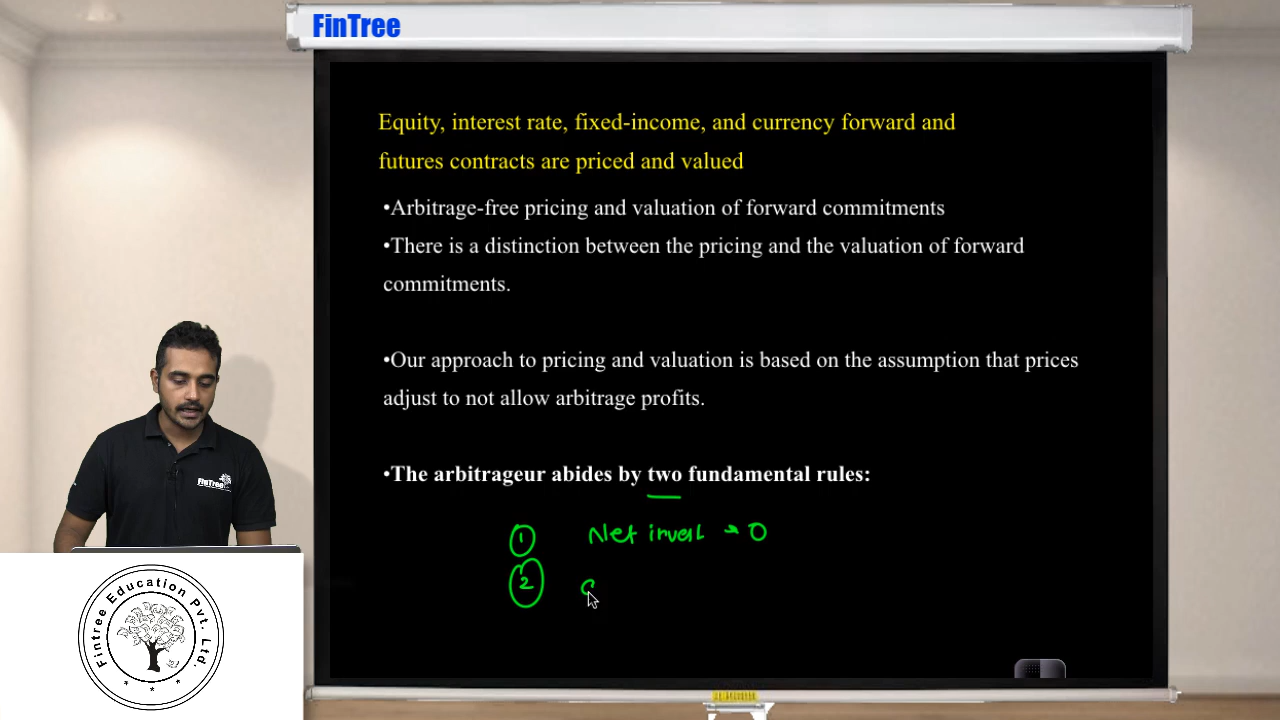 FinTree
Equity, interest rate, fixed-income, and currency forward and
futures contracts are priced and valued
•Arbitrage-free pricing and valuation of forward commitments
•There is a distinction between the pricing and the valuation of forward
commitments.
•Our approach to pricing and valuation is based on the assumption that prices
adjust to not allow arbitrage profits.
•The arbitrageur abides by two fundamental rules:
① Net invest → 0
②
FinTree
Fintree Education Pvt. Ltd.